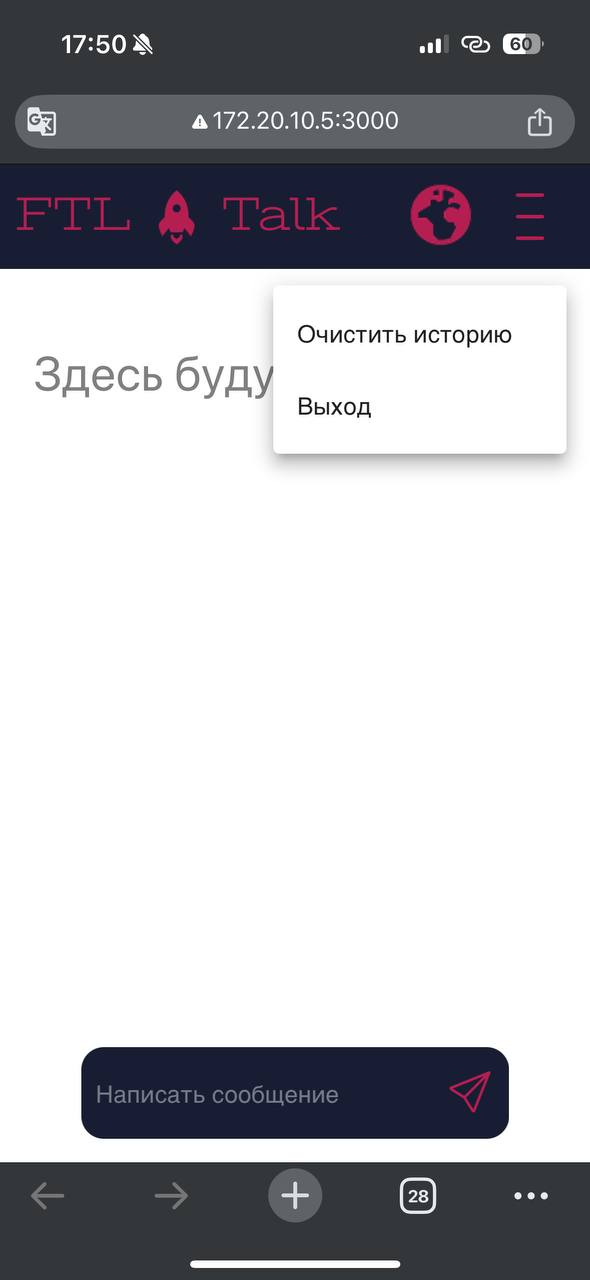 17:50 60
172.20.10.5:3000
FTL Talk
Очистить историю
Здесь буду
Выход
Написать сообщение
28